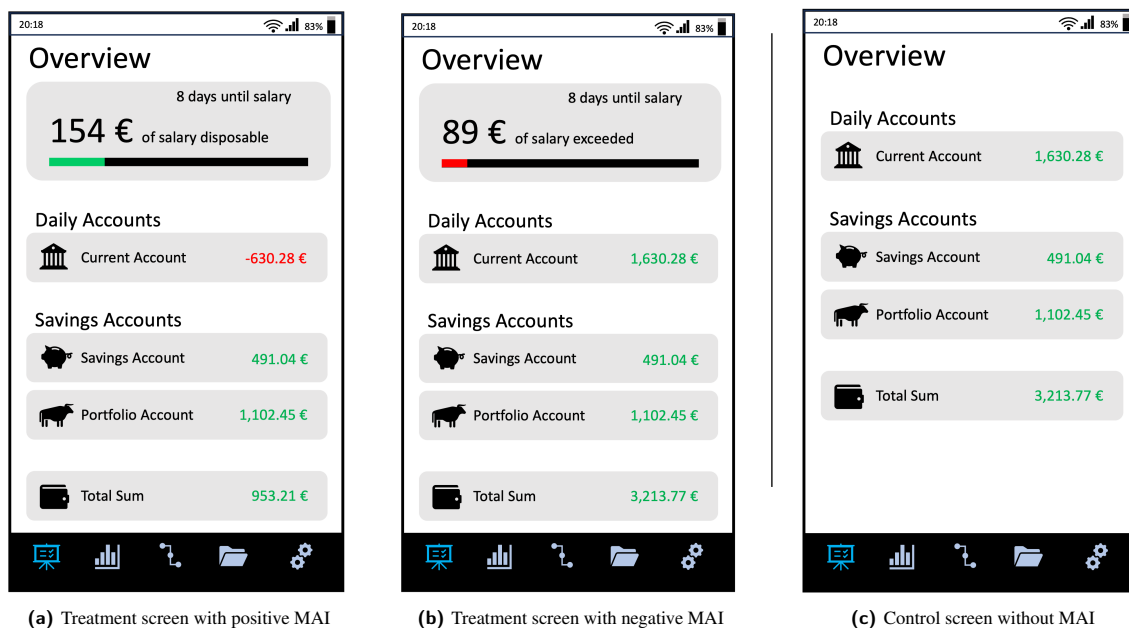 20:18
83%
Overview
8 days until salary
154 € of salary disposable
Daily Accounts
Current Account -630.28 €
Savings Accounts
Savings Account 491.04 €
Portfolio Account 1,102.45 €
Total Sum 953.21 €
(a) Treatment screen with positive MAI
20:18
83%
Overview
8 days until salary
89 € of salary exceeded
Daily Accounts
Current Account 1,630.28 €
Savings Accounts
Savings Account 491.04 €
Portfolio Account 1,102.45 €
Total Sum 3,213.77 €
(b) Treatment screen with negative MAI
20:18
83%
Overview
Daily Accounts
Current Account 1,630.28 €
Savings Accounts
Savings Account 491.04 €
Portfolio Account 1,102.45 €
Total Sum 3,213.77 €
(c) Control screen without MAI